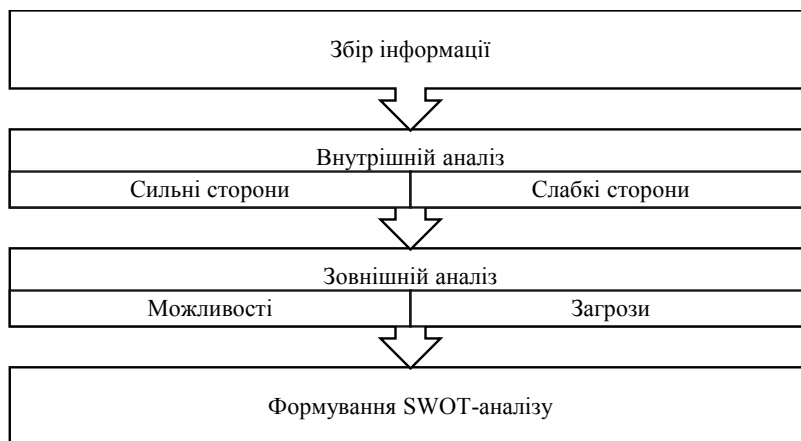 Збір інформації
Внутрішній аналіз
Сильні сторони
Слабкі сторони
Зовнішній аналіз
Можливості
Загрози
Формування SWOT-аналізу